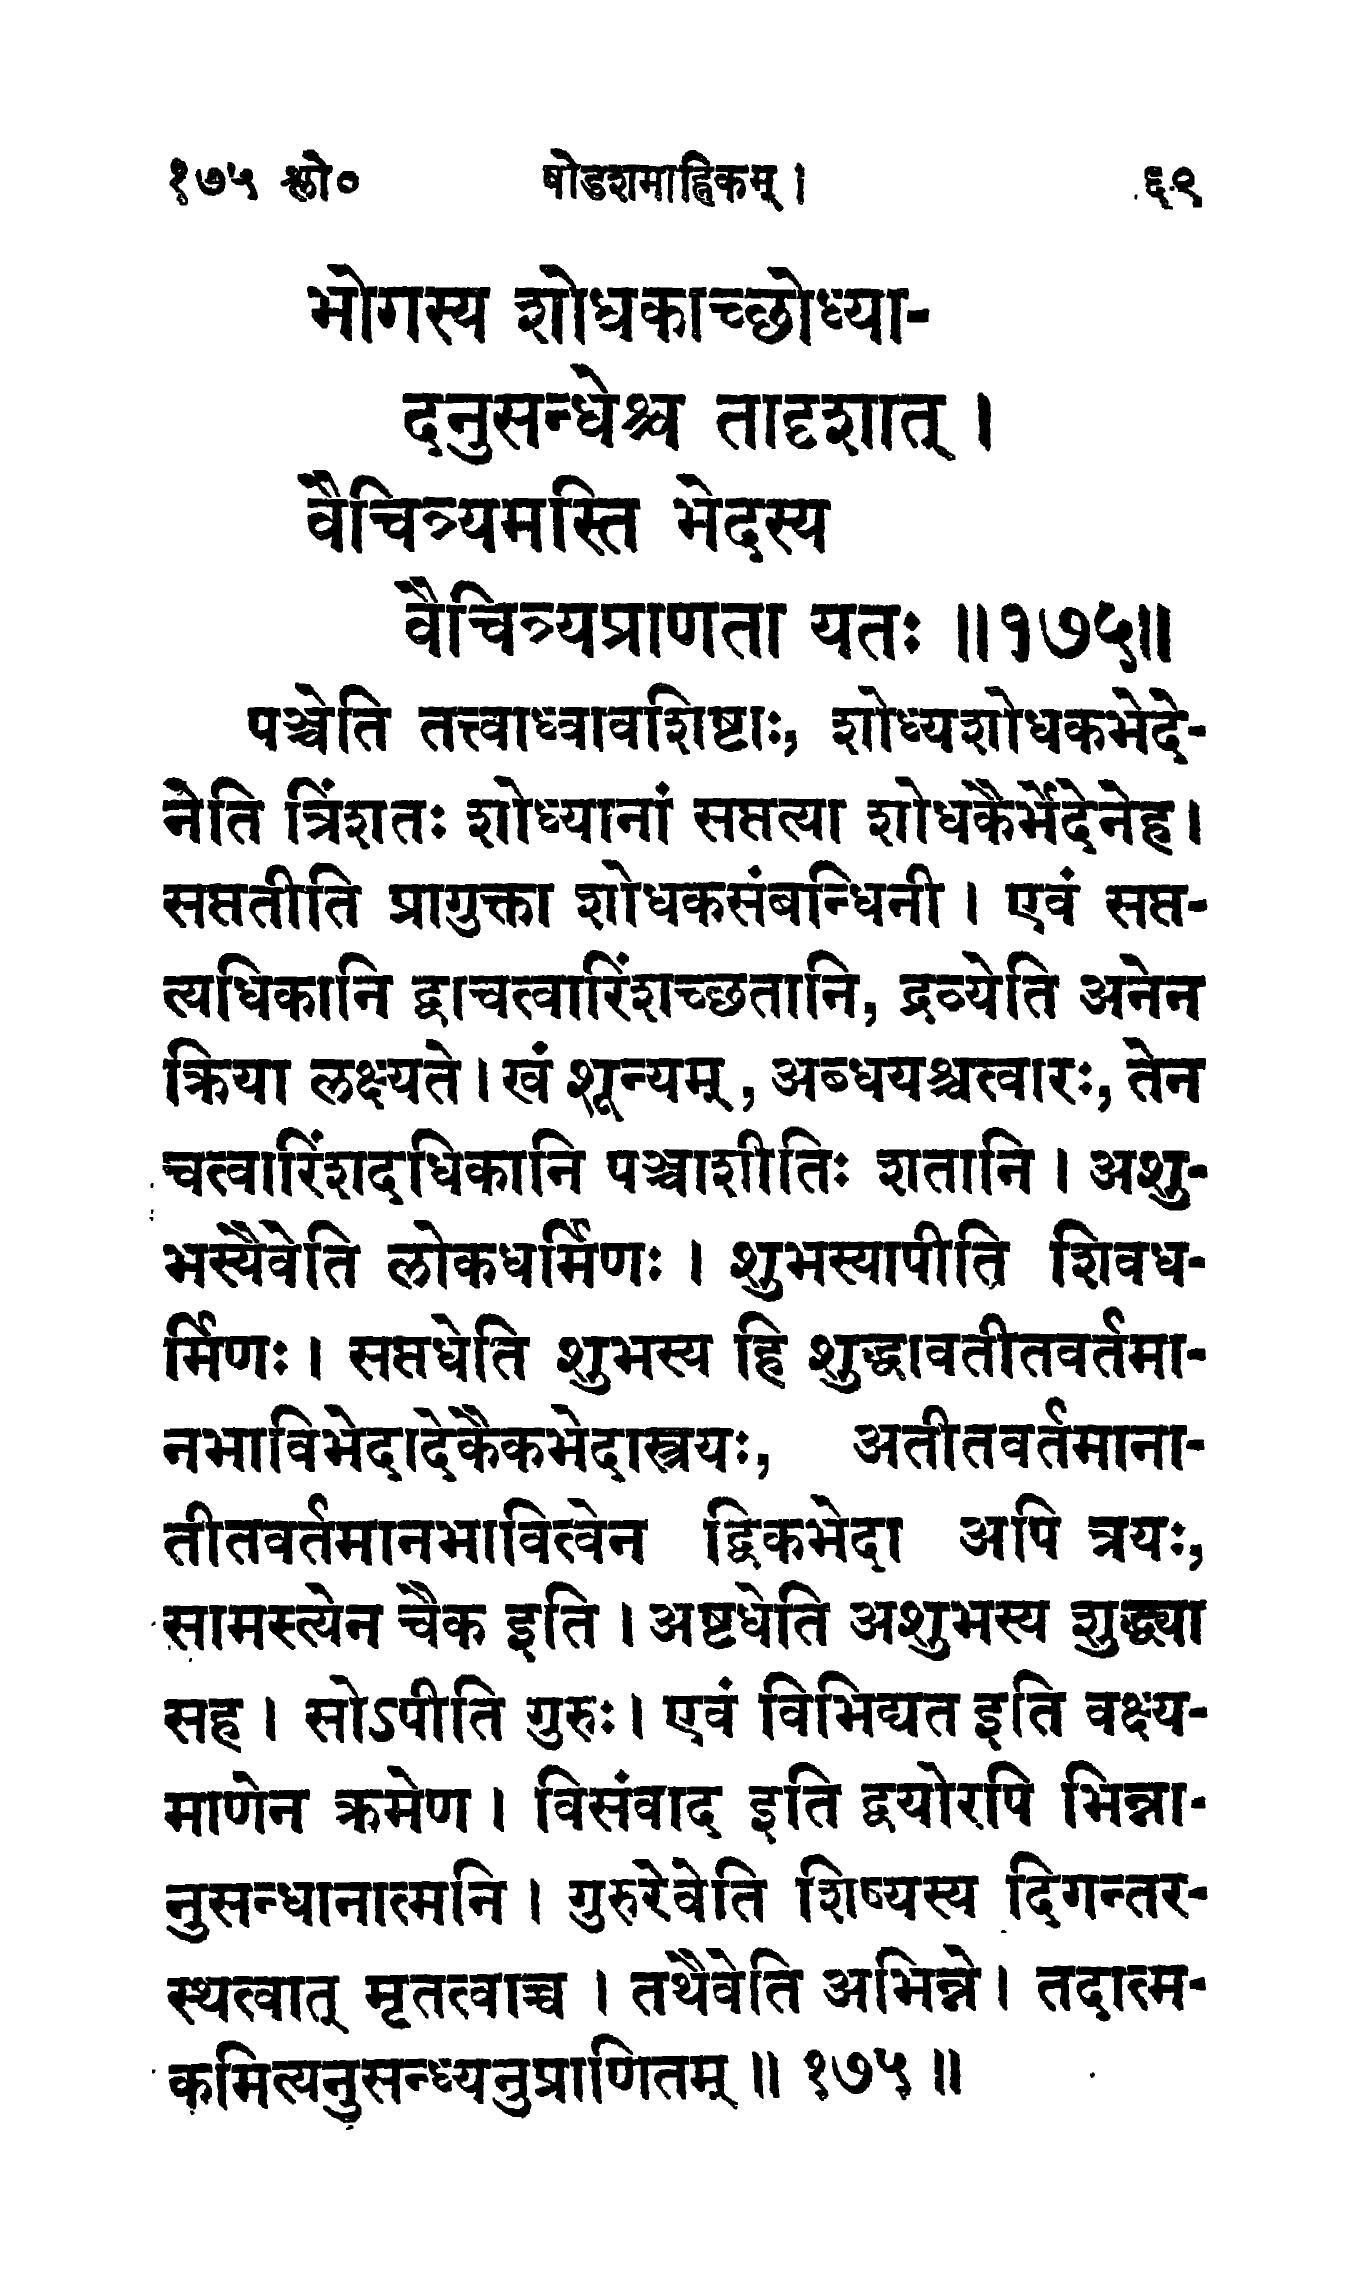 १७५ श्लो० षोडशमाह्निकम् । ६९
भोगस्य शोधकाच्छोध्या-
दनुसन्धेश्च तादृशात् ।
वैचित्र्यमस्ति भेदस्य
वैचित्र्यप्राणता यतः ॥१७५॥
पञ्चेति तत्त्वाध्वावशिष्टाः, शोध्यशोधकभेदे-
नेति त्रिंशतः शोध्यानां सप्तत्या शोधकैर्भेदेनेह ।
सप्ततीति प्रागुक्ता शोधकसंबन्धिनी । एवं सप्त-
त्यधिकानि द्वाचत्वारिंशच्छतानि, द्रव्येति अनेन
क्रिया लक्ष्यते । खं शून्यम् , अब्धयश्चत्वारः, तेन
चत्वारिंशदधिकानि पञ्चाशीतिः शतानि । अशु-
भस्यैवेति लोकधर्मिणः । शुभस्यापीति शिवध-
र्मिणः । सप्तधेति शुभस्य हि शुद्धावतीतवर्तमा-
नभाविभेदादेकैकभेदास्त्रयः, अतीतवर्तमाना-
तीतवर्तमानभावित्वेन द्विकभेदा अपि त्रयः,
सामस्त्येन चैक इति । अष्टधेति अशुभस्य शुद्ध्या
सह । सोऽपीति गुरुः । एवं विभिद्यत इति वक्ष्य-
माणेन क्रमेण । विसंवाद इति द्वयोरपि भिन्ना-
नुसन्धानात्मनि । गुरुरेवेति शिष्यस्य दिगन्तर-
स्थत्वात् मृतत्वाच्च । तथैवेति अभिन्ने । तदात्म-
कमित्यनुसन्ध्यनुप्राणितम् ॥ १७५ ॥